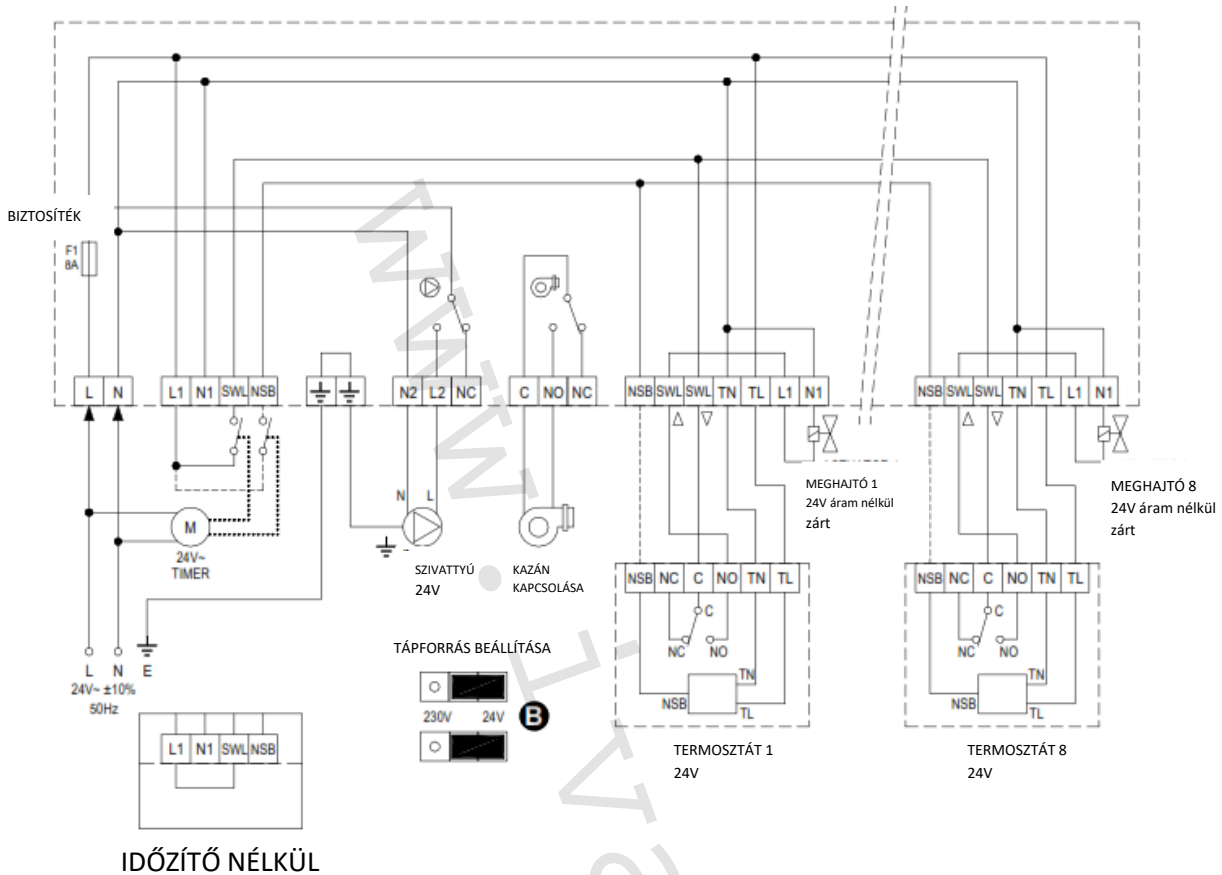 BIZTOSÍTÉK
F1
8A
L N
L1 N1 SWL NSB
N2 L2 NC
C NO NC
NSB SWL SWL TN TL L1 N1
NSB SWL SWL TN TL L1 N1
N L
M
24V~
TIMER
SZIVATTYÚ
24V
KAZÁN
KAPCSOLÁSA
MEGHAJTÓ 1
24V áram nélkül
zárt
MEGHAJTÓ 8
24V áram nélkül
zárt
NSB NC C NO TN TL
C
NC NO
TN
NSB
TL
NSB NC C NO TN TL
C
NC NO
TN
NSB
TL
L N E
24V~ ±10%
50Hz
TÁPFORRÁS BEÁLLÍTÁSA
230V 24V B
TERMOSZTÁT 1
24V
TERMOSZTÁT 8
24V
L1 N1 SWL NSB
IDŐZÍTŐ NÉLKÜL